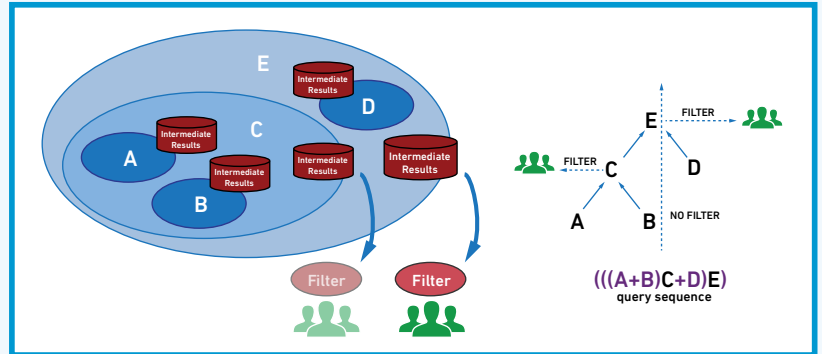 E
Intermediate
Results
D
C
Intermediate
Results
A
Intermediate
Results
Intermediate
Results
Intermediate
Results
B
Filter
Filter
E
FILTER
FILTER
C
D
A
B
NO FILTER
(((A+B)C+D)E)
query sequence